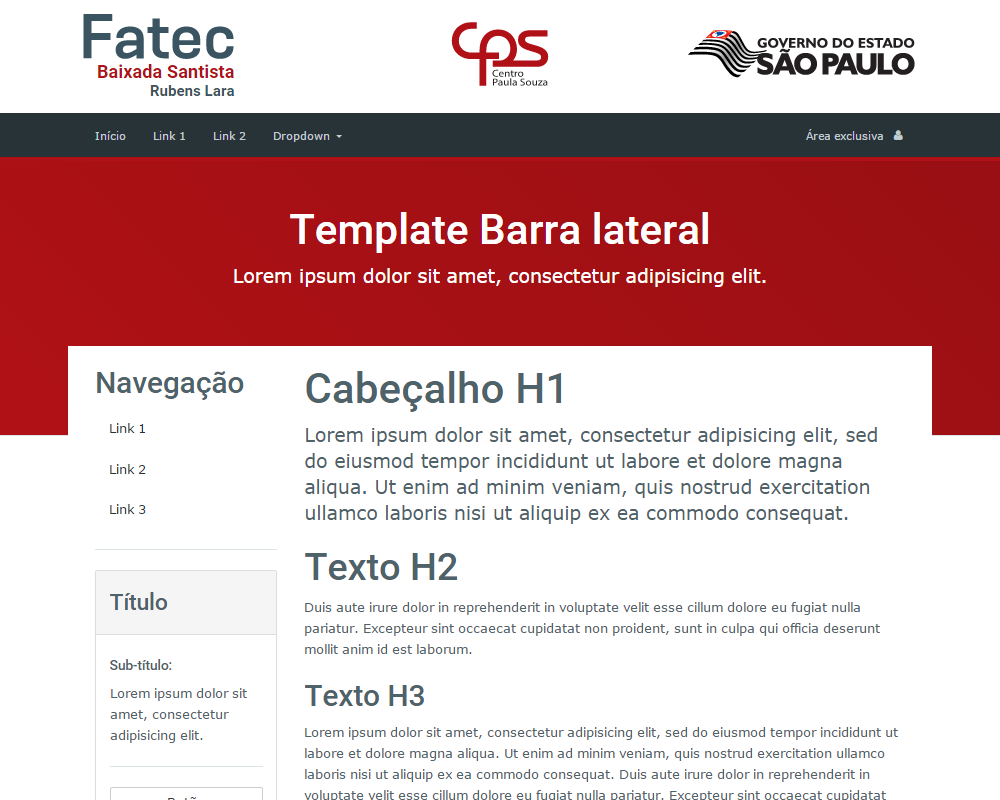 Fatec
Baixada Santista
Rubens Lara
cps
Centro
Paula Souza
GOVERNO DO ESTADO
SÃO PAULO
Início Link 1 Link 2 Dropdown
Área exclusiva
Template Barra lateral
Lorem ipsum dolor sit amet, consectetur adipisicing elit.
Navegação
Link 1
Link 2
Link 3
Título
Sub-título:
Lorem ipsum dolor sit
amet, consectetur
adipisicing elit.
Cabeçalho H1
Lorem ipsum dolor sit amet, consectetur adipisicing elit, sed
do eiusmod tempor incididunt ut labore et dolore magna
aliqua. Ut enim ad minim veniam, quis nostrud exercitation
ullamco laboris nisi ut aliquip ex ea commodo consequat.
Texto H2
Duis aute irure dolor in reprehenderit in voluptate velit esse cillum dolore eu fugiat nulla
pariatur. Excepteur sint occaecat cupidatat non proident, sunt in culpa qui officia deserunt
mollit anim id est laborum.
Texto H3
Lorem ipsum dolor sit amet, consectetur adipisicing elit, sed do eiusmod tempor incididunt ut
labore et dolore magna aliqua. Ut enim ad minim veniam, quis nostrud exercitation ullamco
laboris nisi ut aliquip ex ea commodo consequat. Duis aute irure dolor in reprehenderit in
voluptate velit esse cillum dolore eu fugiat nulla pariatur. Excepteur sint occaecat cupidatat